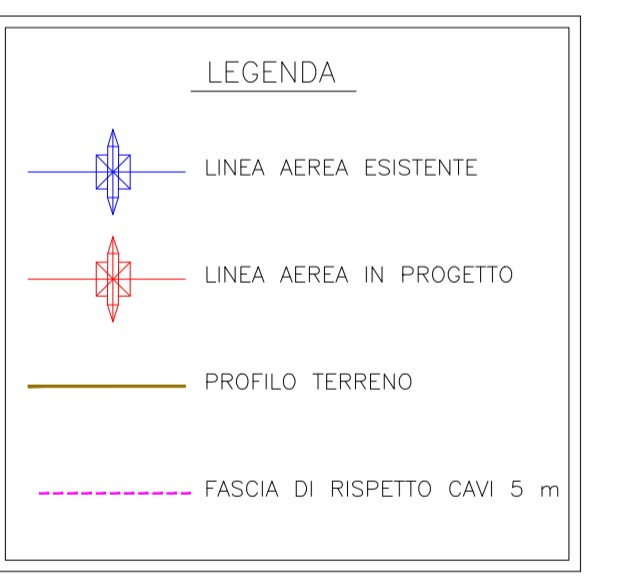 LEGENDA
LINEA AEREA ESISTENTE
LINEA AEREA IN PROGETTO
PROFILO TERRENO
FASCIA DI RISPETTO CAVI 5 m